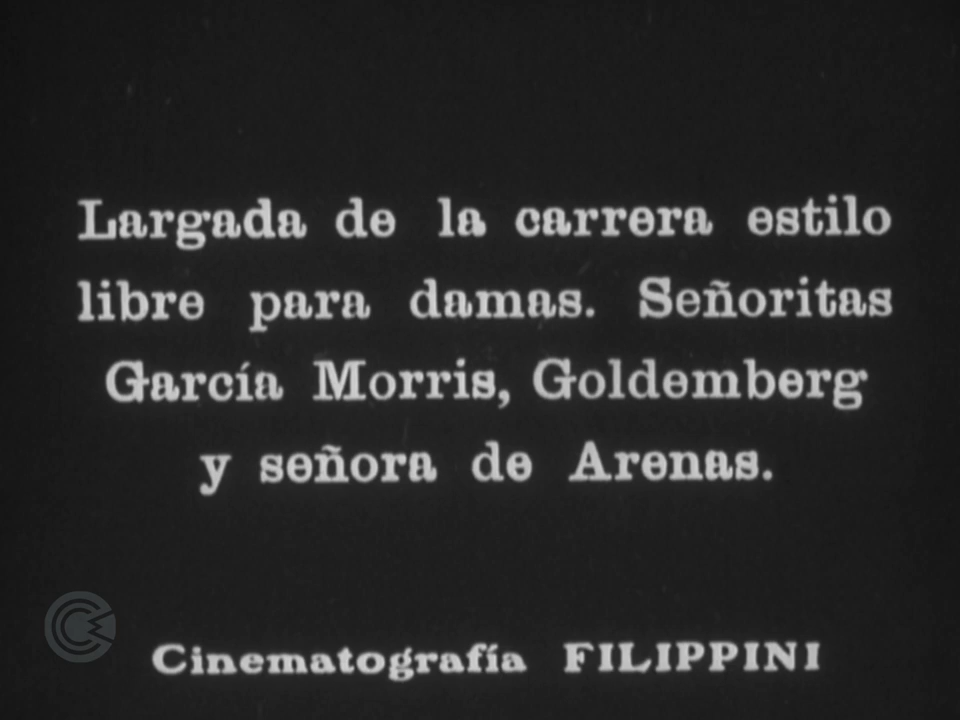 Largada de la carrera estilo
libre para damas. Señoritas
García Morris, Goldemberg
y señora de Arenas.
Cinematografía FILIPPINI